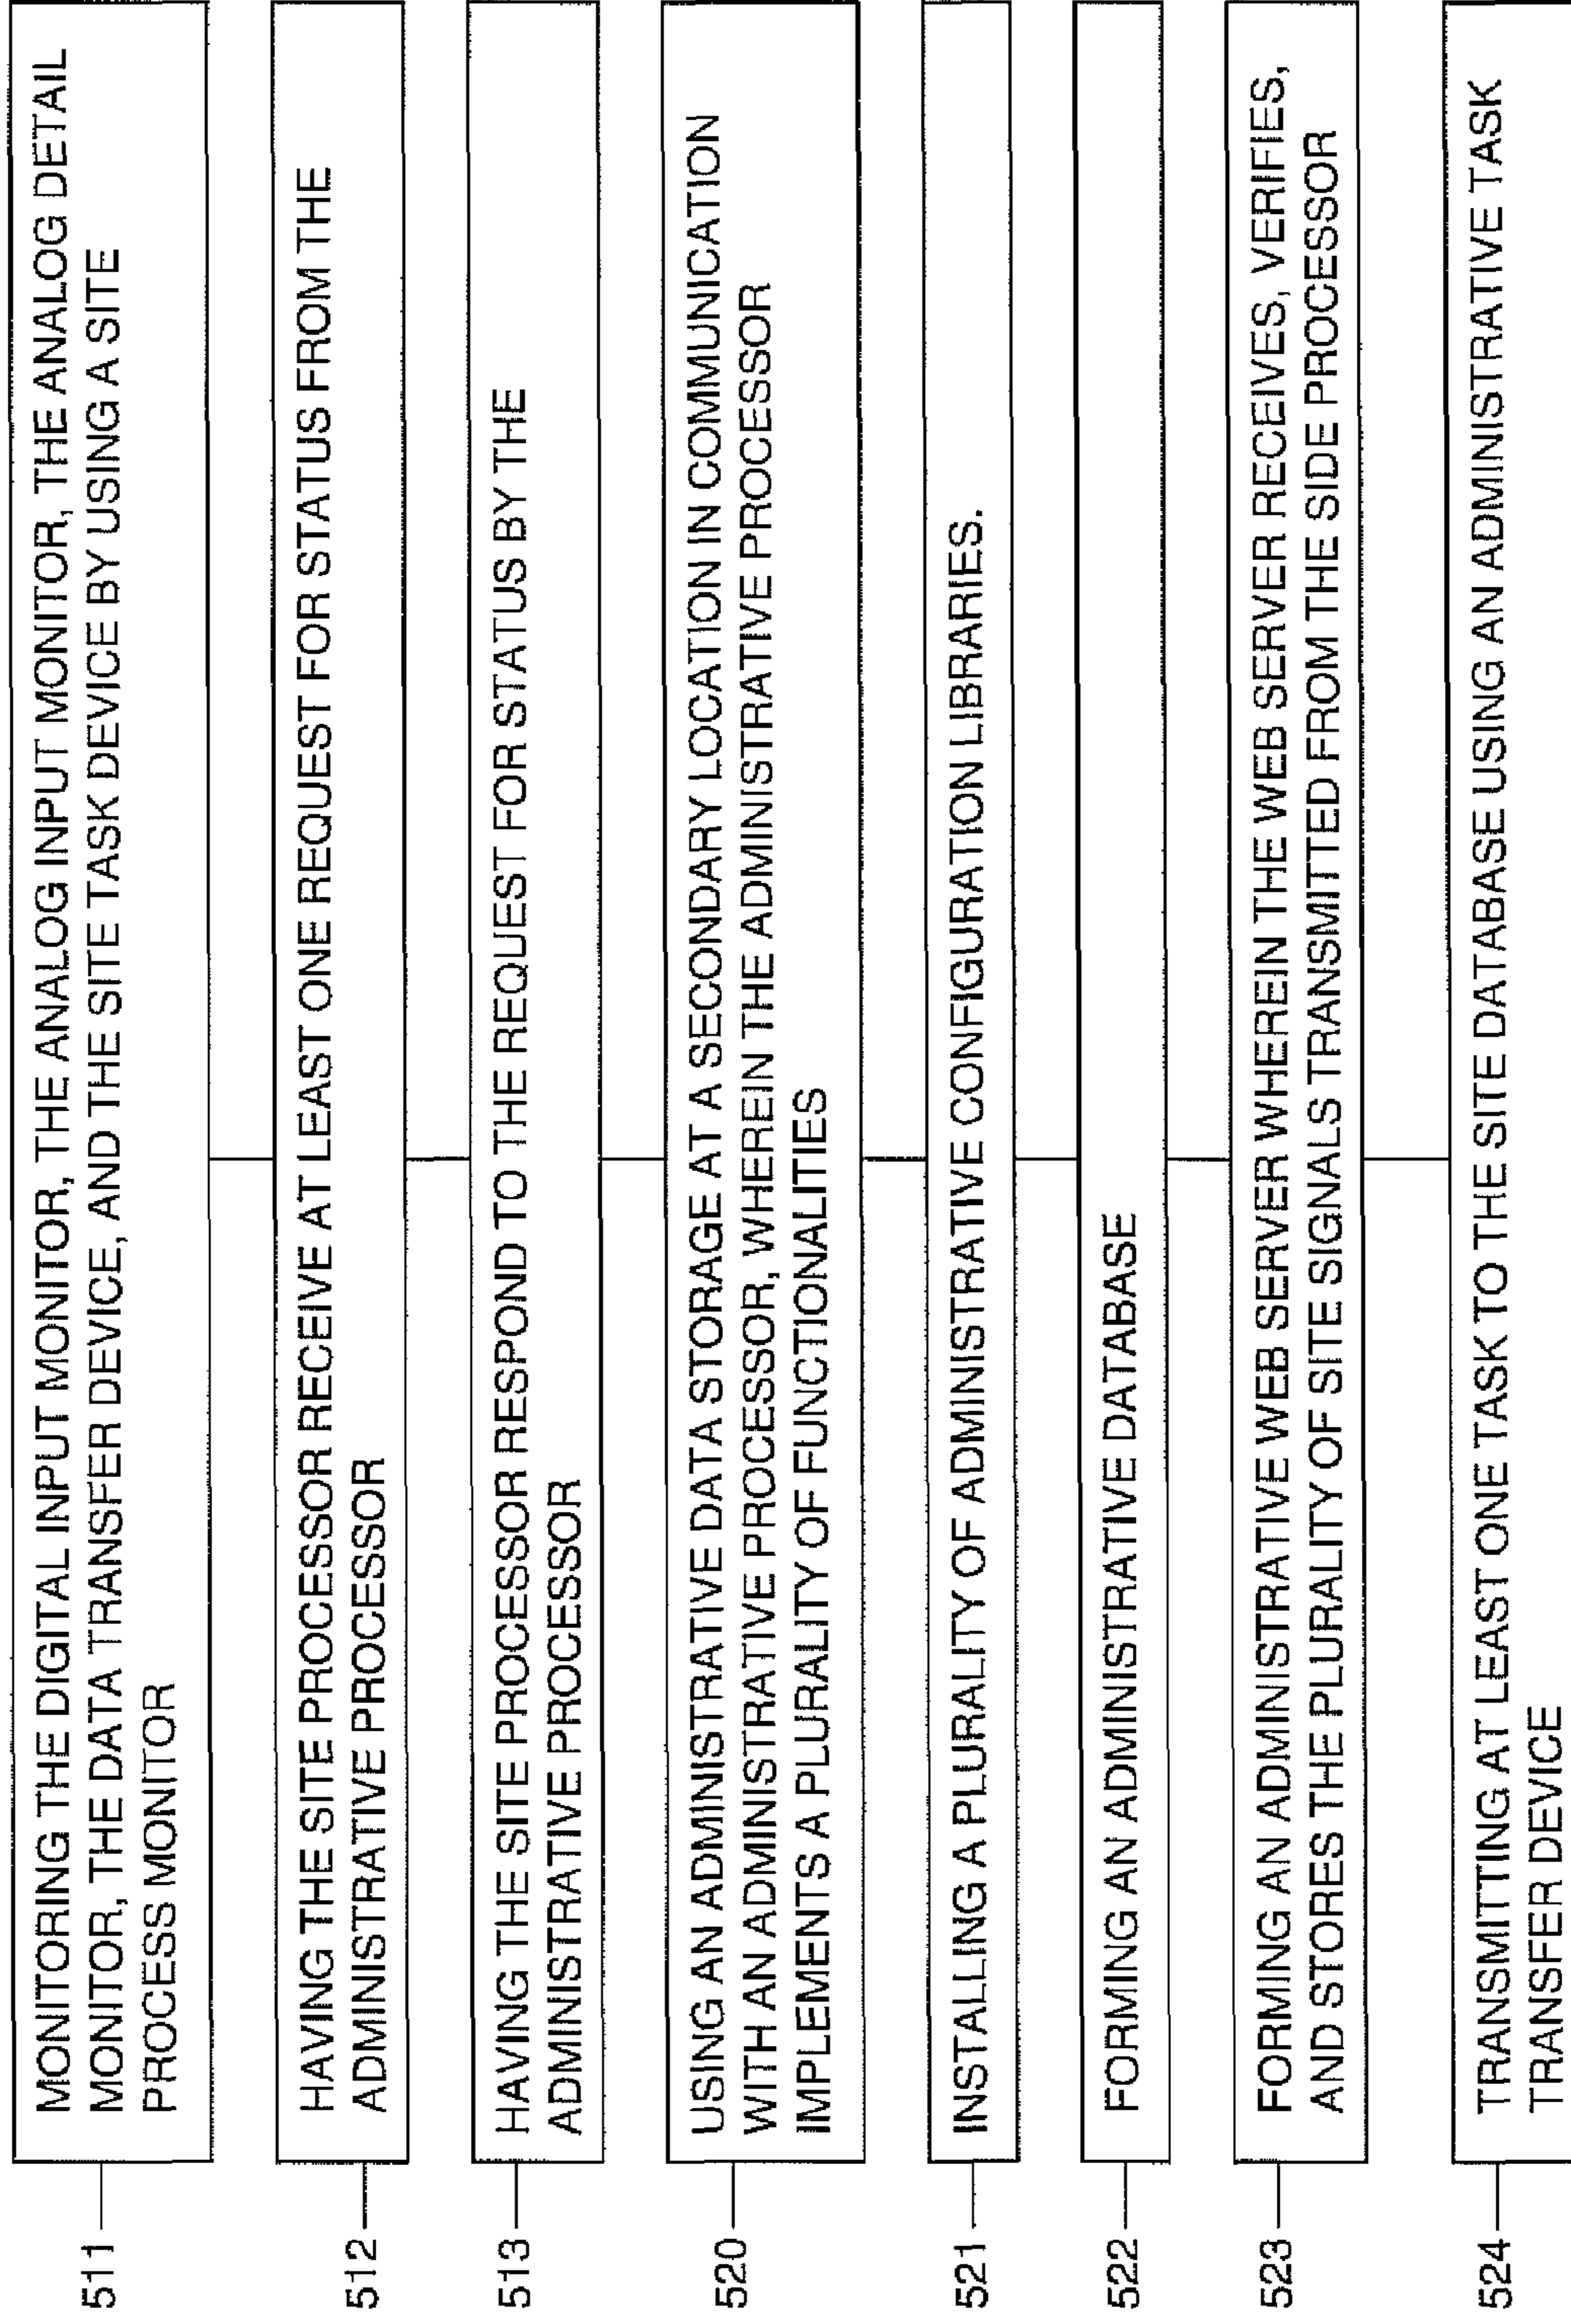 511
MONITORING THE DIGITAL INPUT MONITOR, THE ANALOG INPUT MONITOR, THE ANALOG DETAIL
MONITOR, THE DATA TRANSFER DEVICE, AND THE SITE TASK DEVICE BY USING A SITE
PROCESS MONITOR
512
HAVING THE SITE PROCESSOR RECEIVE AT LEAST ONE REQUEST FOR STATUS FROM THE
ADMINISTRATIVE PROCESSOR
513
HAVING THE SITE PROCESSOR RESPOND TO THE REQUEST FOR STATUS BY THE
ADMINISTRATIVE PROCESSOR
520
USING AN ADMINISTRATIVE DATA STORAGE AT A SECONDARY LOCATION IN COMMUNICATION
WITH AN ADMINISTRATIVE PROCESSOR, WHEREIN THE ADMINISTRATIVE PROCESSOR
IMPLEMENTS A PLURALITY OF FUNCTIONALITIES
521
INSTALLING A PLURALITY OF ADMINISTRATIVE CONFIGURATION LIBRARIES.
522
FORMING AN ADMINISTRATIVE DATABASE
523
FORMING AN ADMINISTRATIVE WEB SERVER WHEREIN THE WEB SERVER RECEIVES, VERIFIES,
AND STORES THE PLURALITY OF SITE SIGNALS TRANSMITTED FROM THE SIDE PROCESSOR
524
TRANSMITTING AT LEAST ONE TASK TO THE SITE DATABASE USING AN ADMINISTRATIVE TASK
TRANSFER DEVICE